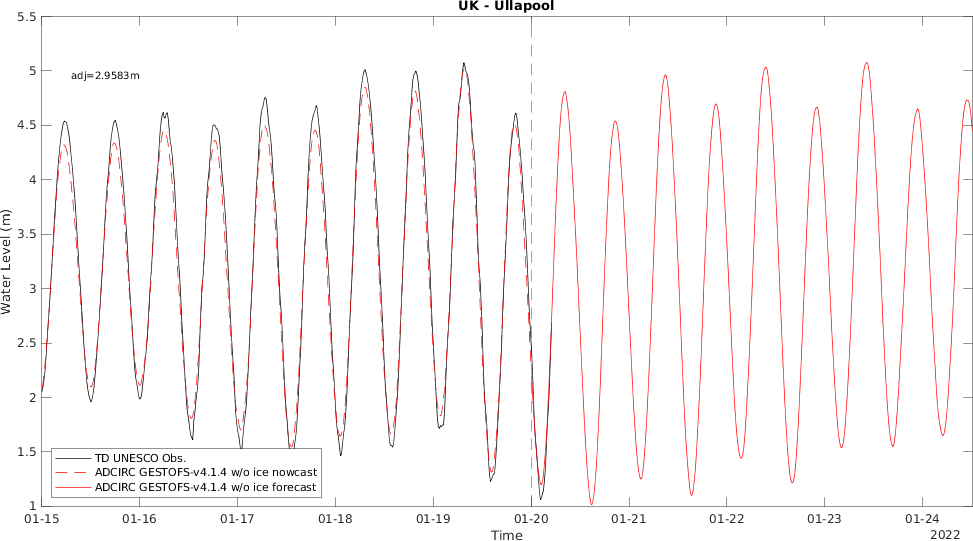 UK - Ullapool
5.5
5
4.5
4
3.5
3
2.5
2
1.5
1
Water Level (m)
adj=2.9583m
TD UNESCO Obs.
ADCIRC GESTOFS-v4.1.4 w/o ice nowcast
ADCIRC GESTOFS-v4.1.4 w/o ice forecast
01-15 01-16 01-17 01-18 01-19 01-20 01-21 01-22 01-23 01-24
Time
2022